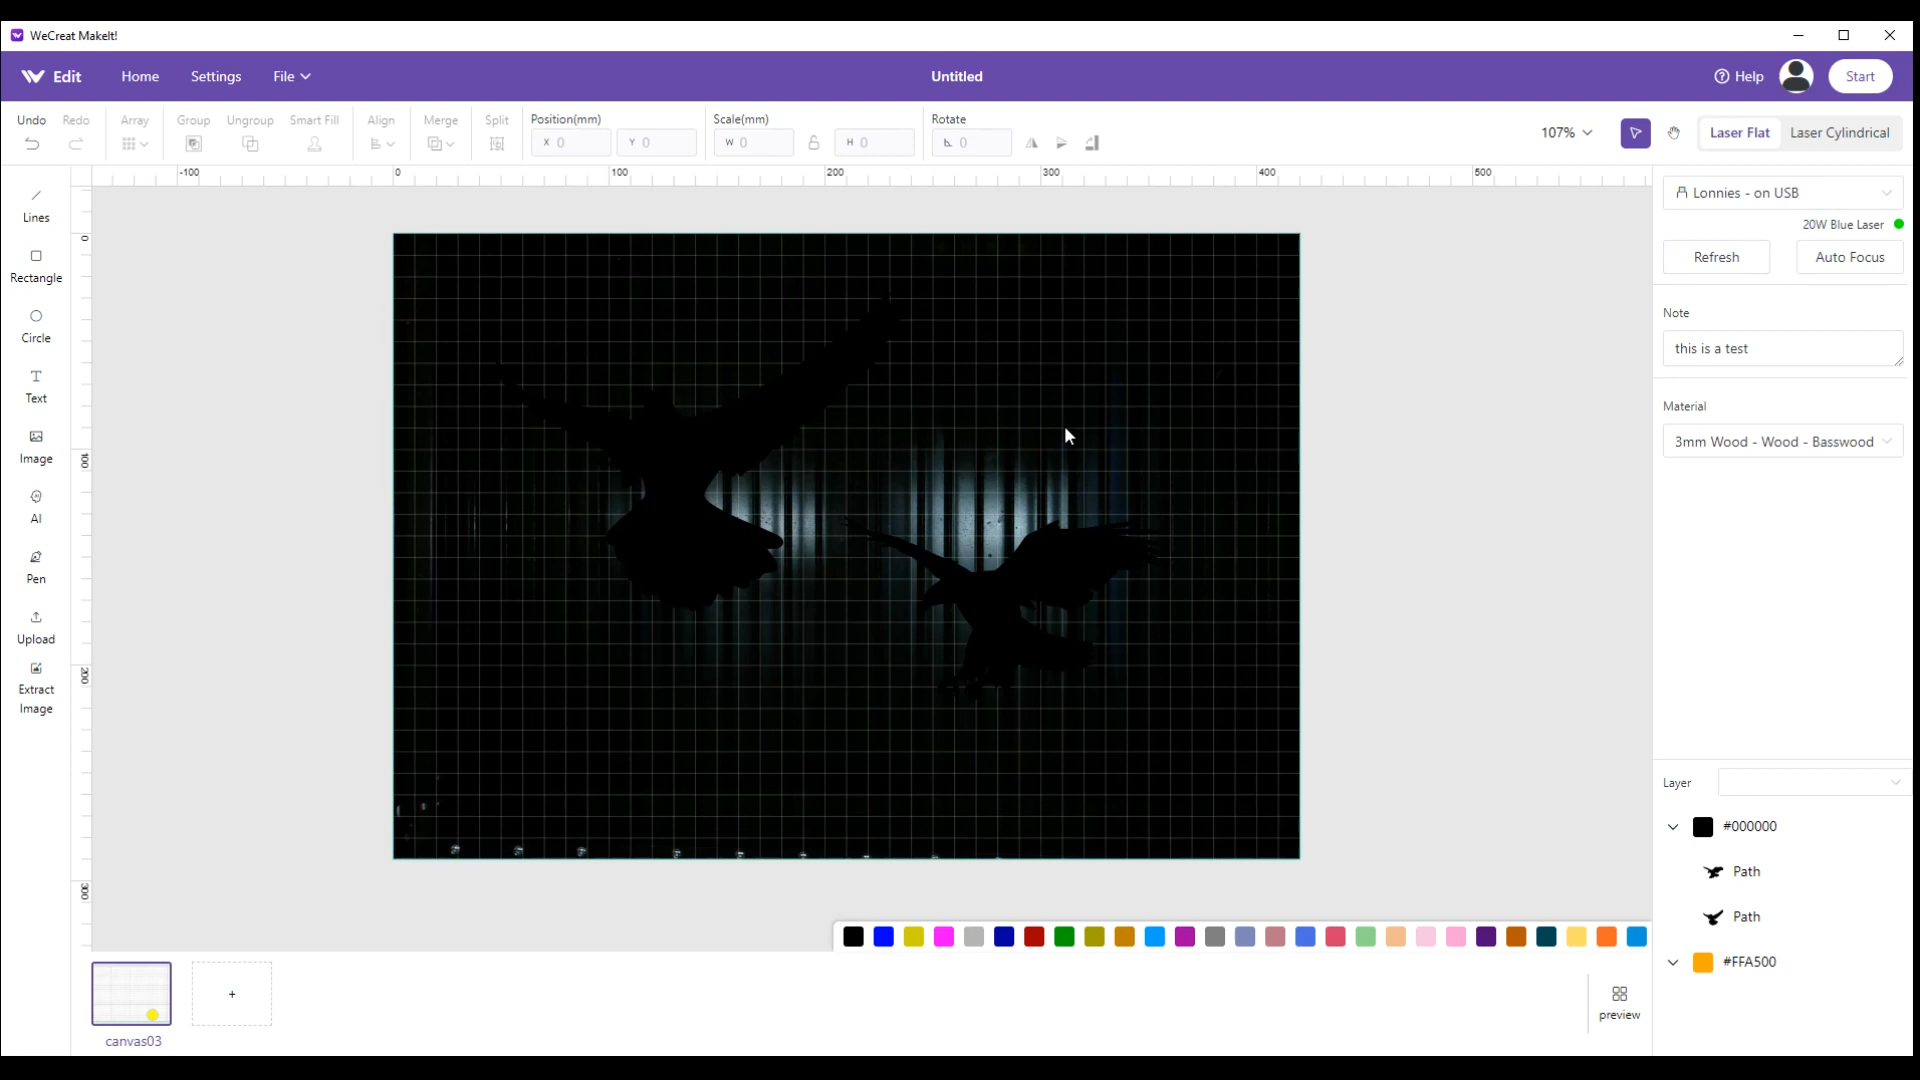 WeCreat MakeIt!
Edit Home Settings File Untitled Help Start
Undo Redo Array Group Ungroup Smart Fill Align Merge Split Position(mm) Scale(mm) Rotate
X 0 Y 0 W 0 H 0 0 107% Laser Flat Laser Cylindrical
-100 0 100 200 300 400 500
0
100
200
300
Lines
Rectangle
Circle
Text
Image
AI
Pen
Upload
Extract
Image
Lonnies - on USB
20W Blue Laser
Refresh Auto Focus
Note
this is a test
Material
3mm Wood - Wood - Basswood
Layer
#000000
Path
Path
#FFA500
+
preview
canvas03